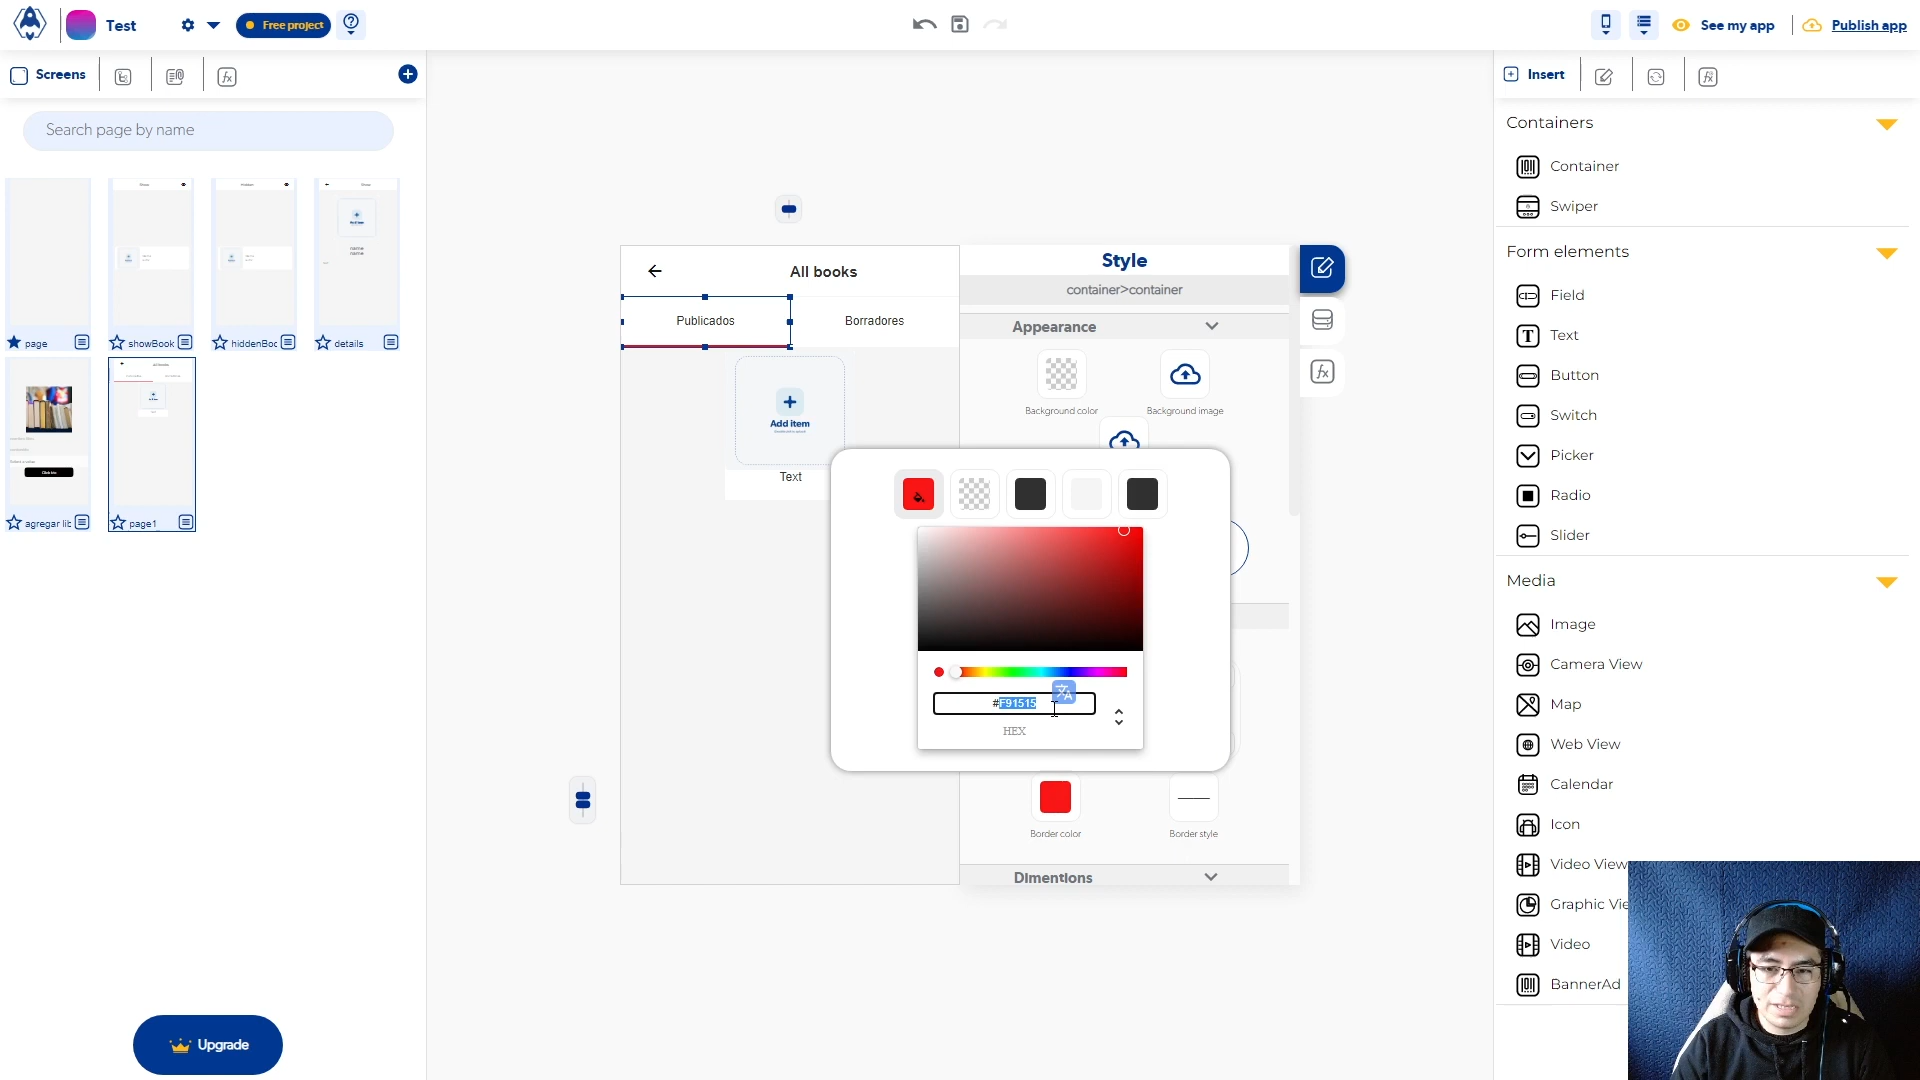 Test
Free project
See my app
Publish app
Screens
Insert
Search page by name
page
showBook
hiddenBoc
details
agregar lit
page1
Upgrade
All books
Publicados
Borradores
Add item
Text
Style
container>container
Appearance
Background color
Background image
#F91515
HEX
Border color
Border style
Dimentions
Containers
Container
Swiper
Form elements
Field
Text
Button
Switch
Picker
Radio
Slider
Media
Image
Camera View
Map
Web View
Calendar
Icon
Video View
Graphic Vie
Video
BannerAd